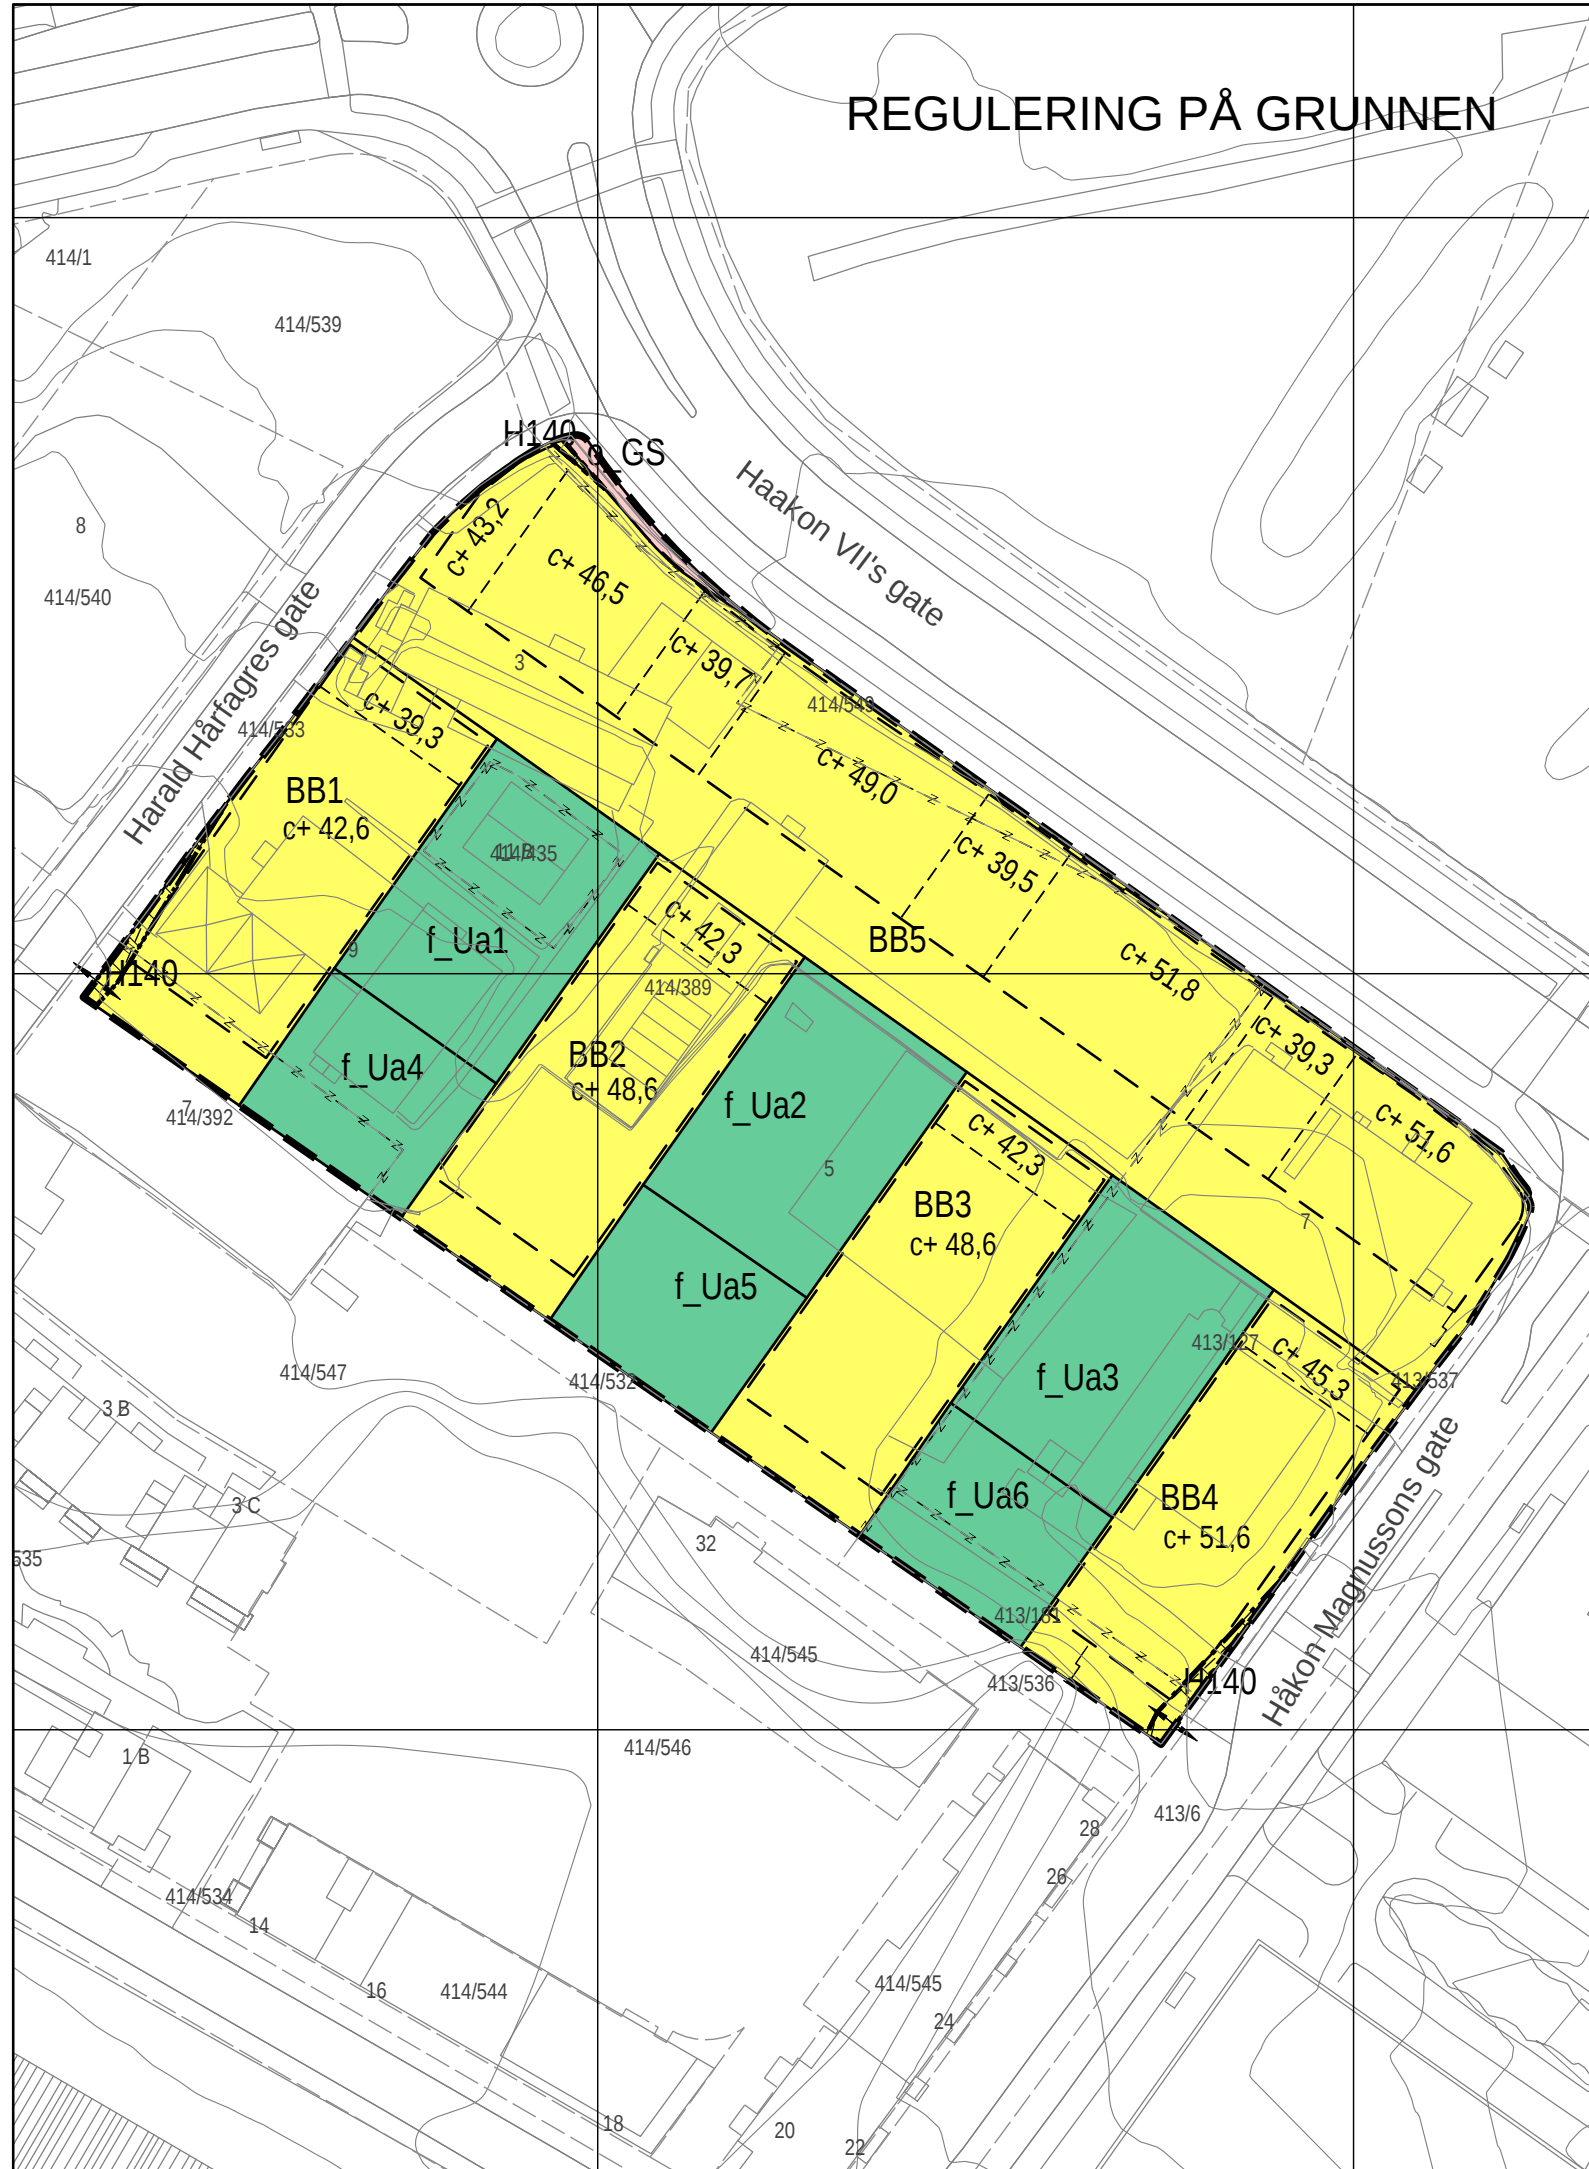 REGULERING PÅ GRUNNEN
414/1
414/539
H140
o_GS
Haakon VII's gate
8
c+ 43,2
c+ 46,5
414/540
Harald Hårfagres gate
3
c+ 39,7
414/533
c+ 39,3
414/549
c+ 49,0
BB1
c+ 42,6
11 B
414/435
c+ 39,5
f_Ua1
9
c+ 42,3
BB5
H140
414/389
c+ 51,8
BB2
c+ 48,6
f_Ua4
c+ 39,3
7
414/392
f_Ua2
c+ 51,6
c+ 42,3
5
BB3
c+ 48,6
7
f_Ua5
413/127
c+ 45,3
414/547
414/532
f_Ua3
413/537
3 B
Håkon Magnussons gate
BB4
c+ 51,6
f_Ua6
3 C
32
535
413/181
414/545
413/536
H140
414/546
1 B
413/6
28
26
414/534
14
16
414/544
414/545
24
18
20
22